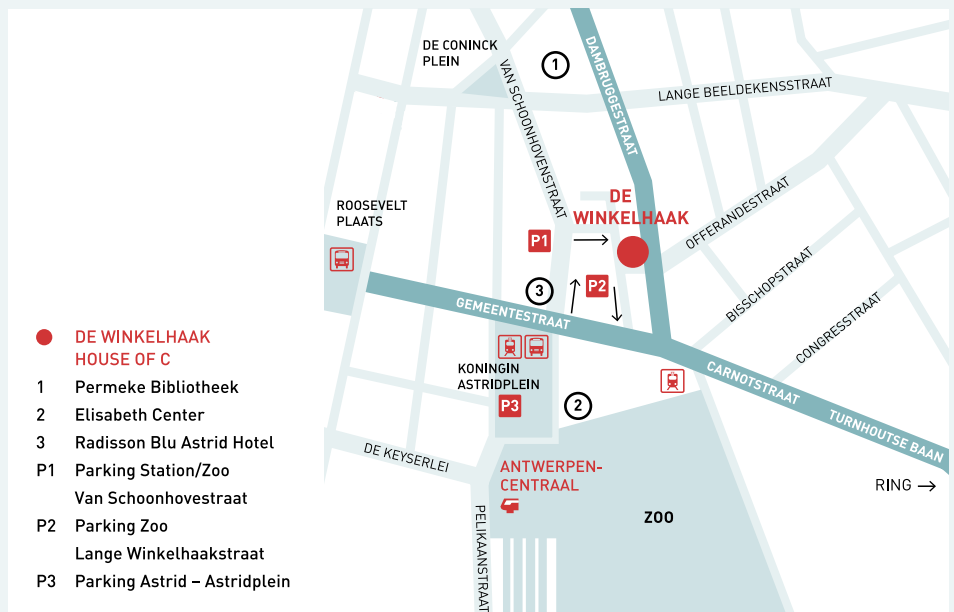 DE CONINCK
PLEIN
1
VAN SCHOONHOVENSTRAAT
DAMBRUGGESTRAAT
LANGE BEELDEKENSSTRAAT
ROOSEVELT
PLAATS
DE
WINKELHAAK
P1
OFFERANDESTRAAT
P2
3
BISSCHOPSTRAAT
GEMEENTESTRAAT
CONGRESSTRAAT
KONINGIN
ASTRIDPLEIN
P3
2
CARNOTSTRAAT
TURNHOUTSE BAAN
DE KEYSERLEI
ANTWERPEN-
CENTRAAL
RING
PELIKAANSTRAAT
ZOO
DE WINKELHAAK
HOUSE OF C
1 Permeke Bibliotheek
2 Elisabeth Center
3 Radisson Blu Astrid Hotel
P1 Parking Station/Zoo
Van Schoonhovestraat
P2 Parking Zoo
Lange Winkelhaakstraat
P3 Parking Astrid – Astridplein